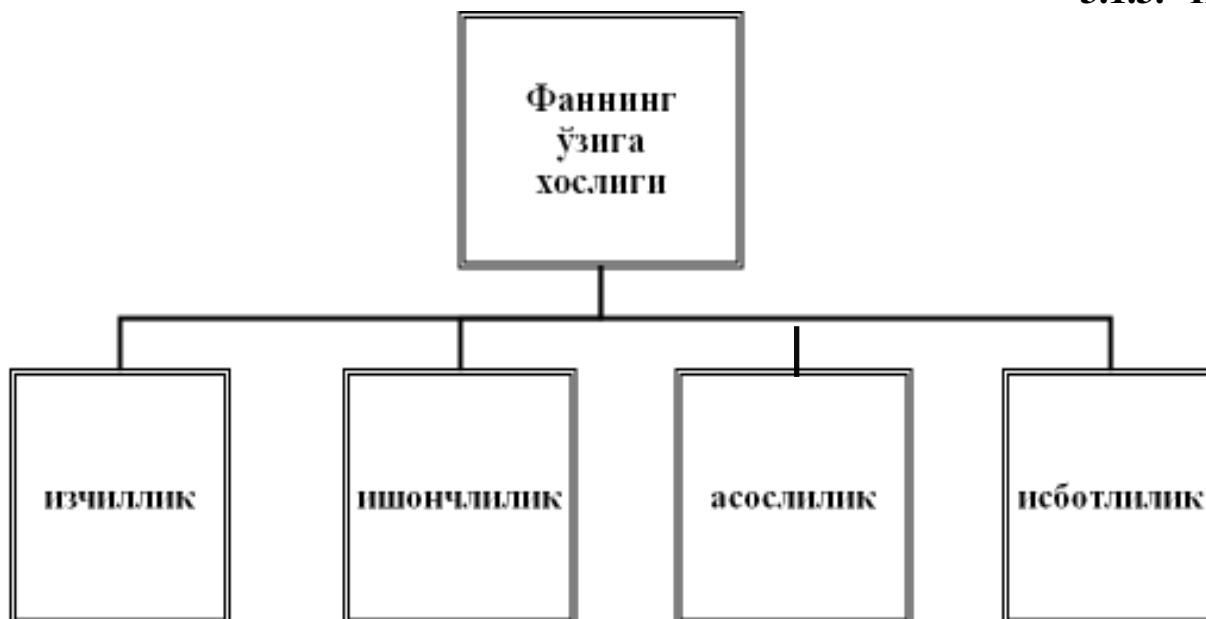 Фаннинг
ўзига
хослиги
изчиллик
ишончлилик
асослилик
исботлилик